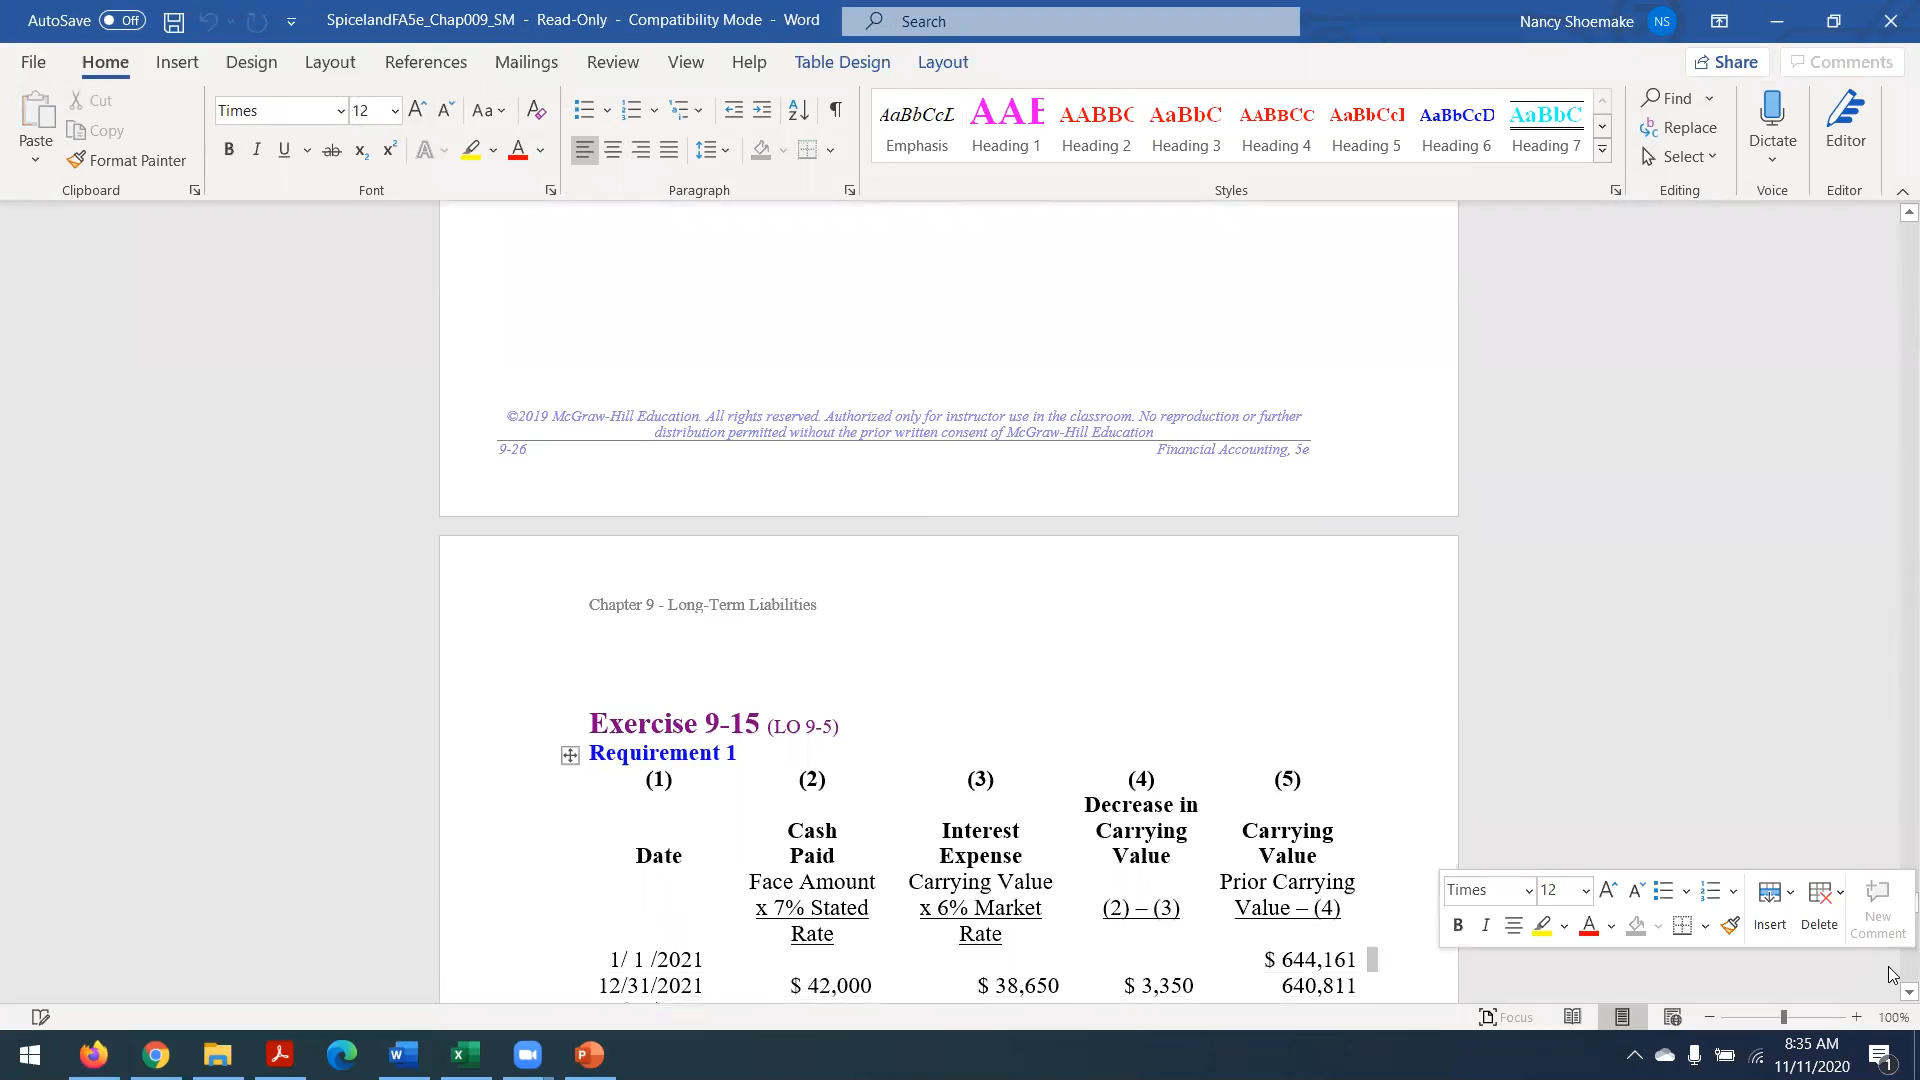 AutoSave Off SpicelandFA5e_Chap009_SM - Read-Only - Compatibility Mode - Word Search Nancy Shoemake NS
File Home Insert Design Layout References Mailings Review View Help Table Design Layout Share Comments
Paste Cut
Copy
Format Painter
Clipboard
Times 12 Aa
B I U ab x₂ x² A A
Font
Paragraph
AaBbCcL AAE AABBC AaBbC AABBCC AaBbCcI AaBbCcD AaBbC
Emphasis Heading 1 Heading 2 Heading 3 Heading 4 Heading 5 Heading 6 Heading 7
Styles
Find
Replace
Select
Editing
Dictate
Voice
Editor
Editor
©2019 McGraw-Hill Education. All rights reserved. Authorized only for instructor use in the classroom. No reproduction or further
distribution permitted without the prior written consent of McGraw-Hill Education
9-26 Financial Accounting, 5e
Chapter 9 - Long-Term Liabilities
Exercise 9-15 (LO 9-5)
Requirement 1
(1) (2) (3) (4) (5)
Decrease in
Cash Interest Carrying Carrying
Date Paid Expense Value Value
Face Amount Carrying Value Prior Carrying
x 7% Stated x 6% Market (2) – (3) Value – (4)
Rate Rate
1/ 1 /2021 $ 644,161
12/31/2021 $ 42,000 $ 38,650 $ 3,350 640,811
Times 12
B I A
Insert Delete New
Comment
Focus 100%
8:35 AM
11/11/2020
1